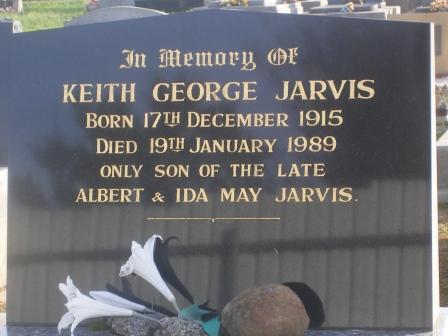 In Memory Of
KEITH GEORGE JARVIS
BORN 17TH DECEMBER 1915
DIED 19TH JANUARY 1989
ONLY SON OF THE LATE
ALBERT & IDA MAY JARVIS.